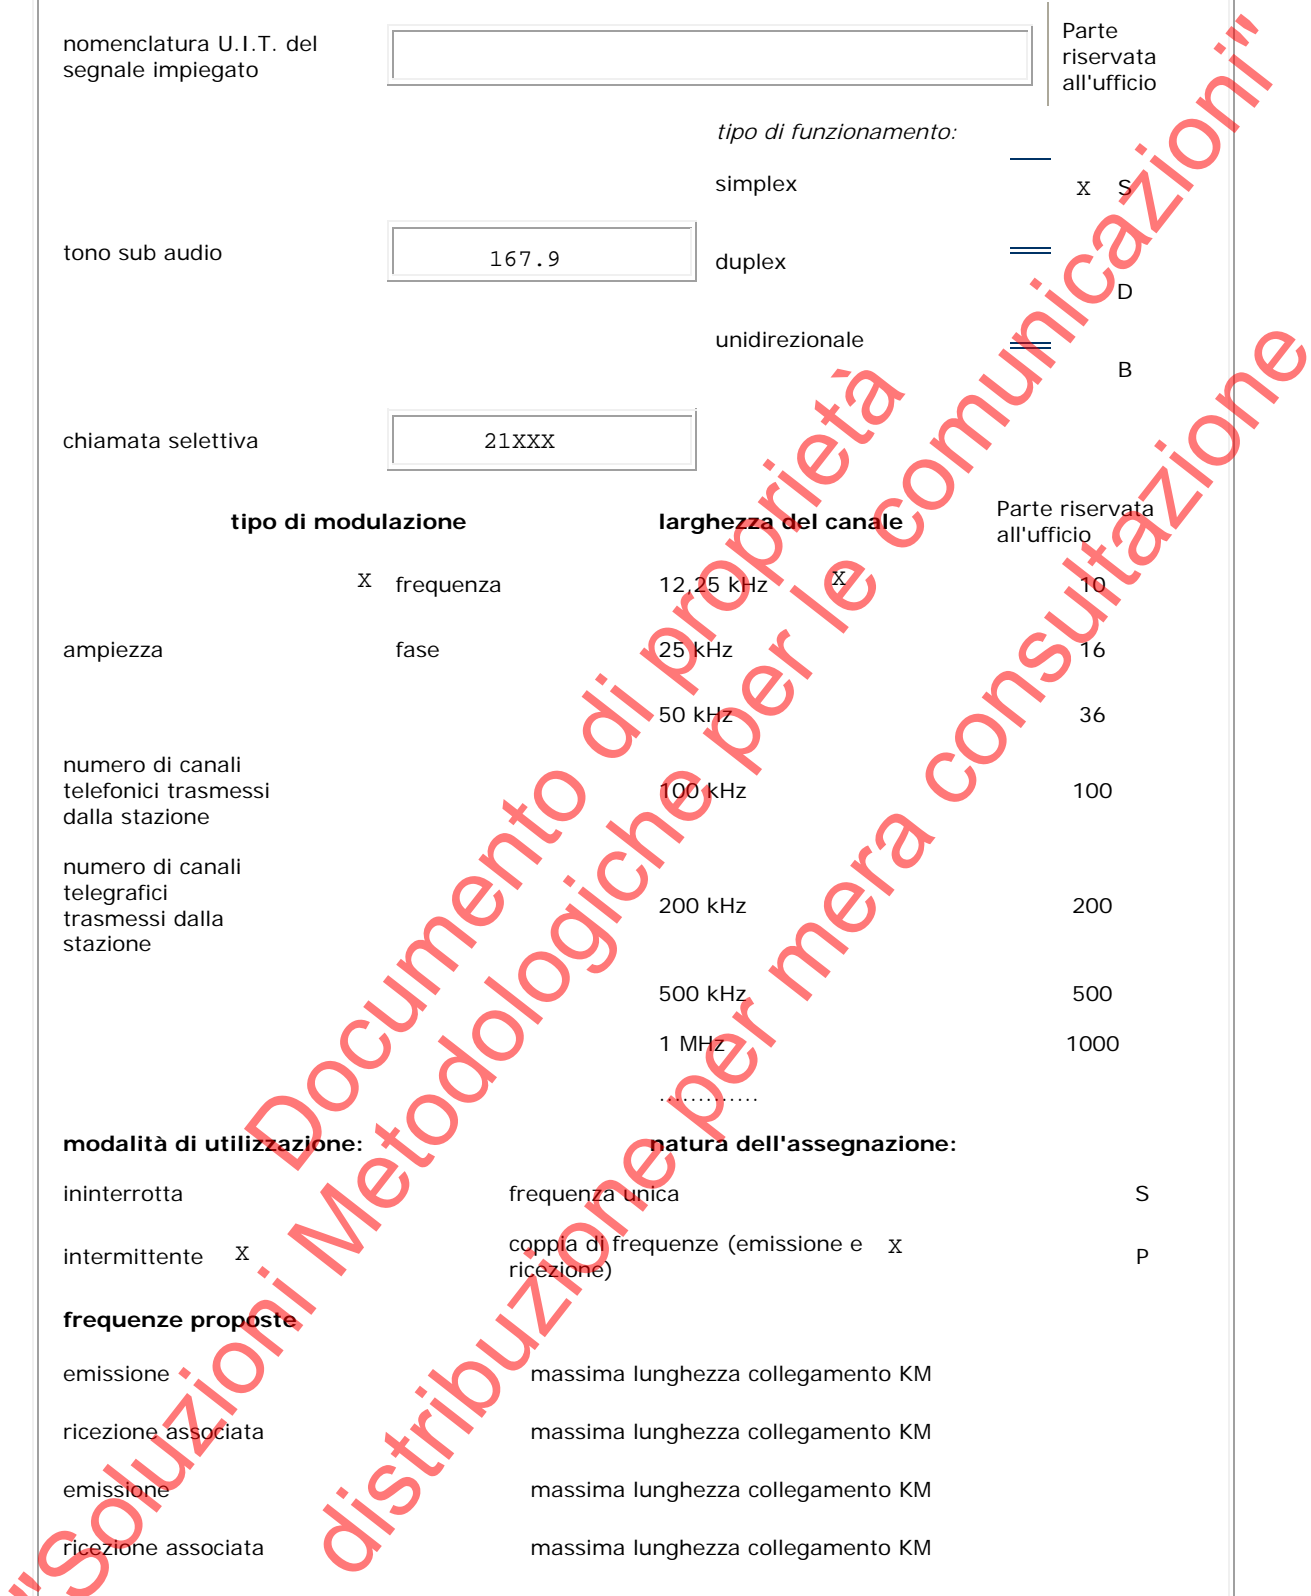 nomenclatura U.I.T. del
segnale impiegato
Parte
riservata
all'ufficio
tipo di funzionamento:
simplex X S
tono sub audio 167.9 duplex
D
unidirezionale
B
chiamata selettiva 21XXX
tipo di modulazione larghezza del canale Parte riservata
all'ufficio
X frequenza 12,25 kHz X 10
ampiezza fase 25 kHz 16
50 kHz 36
numero di canali
telefonici trasmessi
dalla stazione
100 kHz 100
numero di canali
telegrafici
trasmessi dalla
stazione
200 kHz 200
500 kHz 500
1 MHz 1000
.............
modalità di utilizzazione: natura dell'assegnazione:
ininterrotta frequenza unica S
intermittente X coppia di frequenze (emissione e
ricezione) X P
frequenze proposte
emissione massima lunghezza collegamento KM
ricezione associata massima lunghezza collegamento KM
emissione massima lunghezza collegamento KM
ricezione associata massima lunghezza collegamento KM
Documento di proprietà
"Soluzioni Metodologiche per le comunicazioni"
distribuzione per mera consultazione